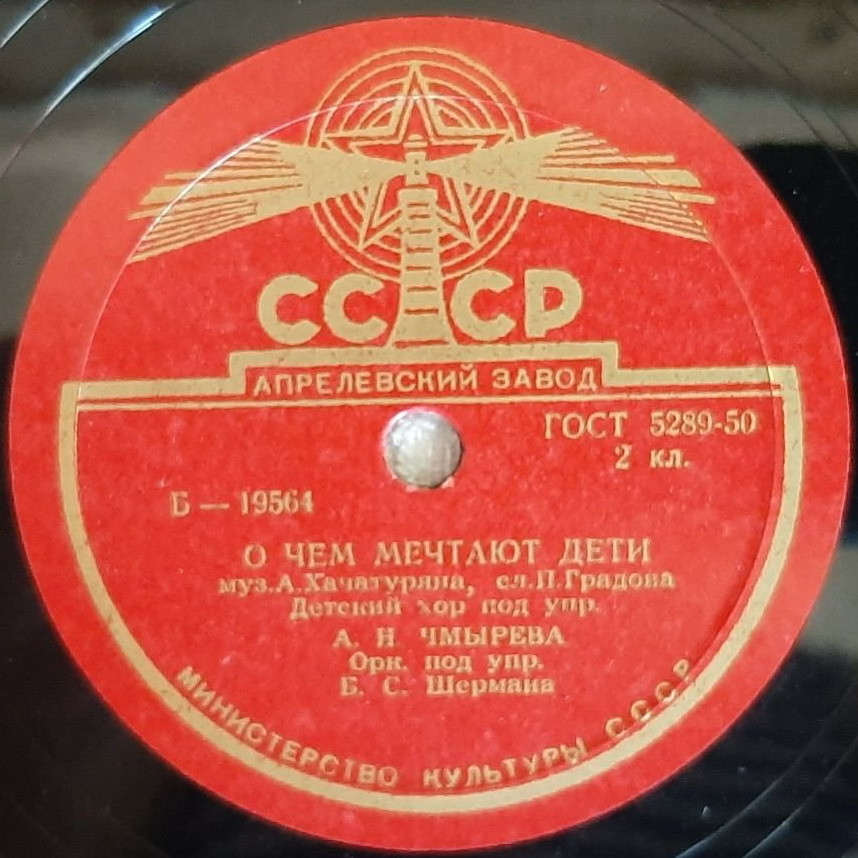 СССР
АПРЕЛЕВСКИЙ ЗАВОД
ГОСТ 5289-50
2 кл.
Б — 19564
О ЧЕМ МЕЧТАЮТ ДЕТИ
муз.А.Хачатуряна, сл.П.Градова
Детский хор под упр.
А. Н ЧМЫРЕВА
Орк. под упр.
Б. С. Шермана
МИНИСТЕРСТВО КУЛЬТУРЫ СССР